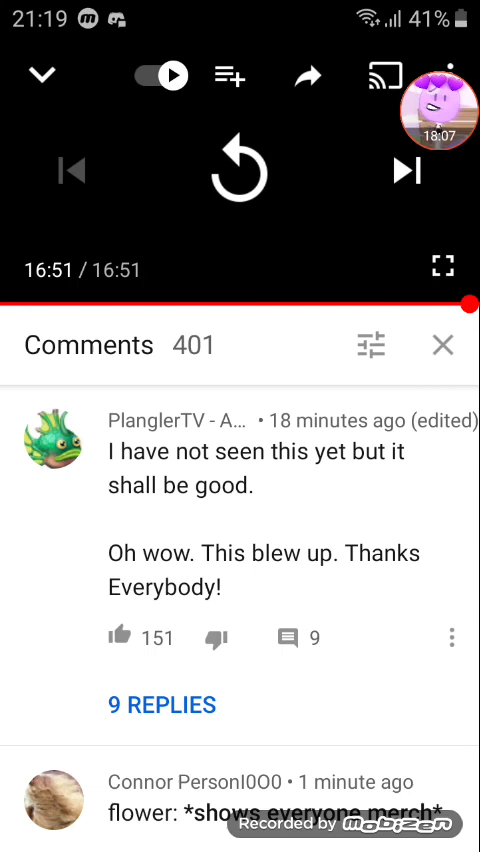 21:19
41%
18:07
16:51 / 16:51
Comments 401
PlanglerTV - A... • 18 minutes ago (edited)
I have not seen this yet but it
shall be good.
Oh wow. This blew up. Thanks
Everybody!
151
9
9 REPLIES
Connor PersonI0O0 • 1 minute ago
flower: *shows everyone merch*
Recorded by mobizen